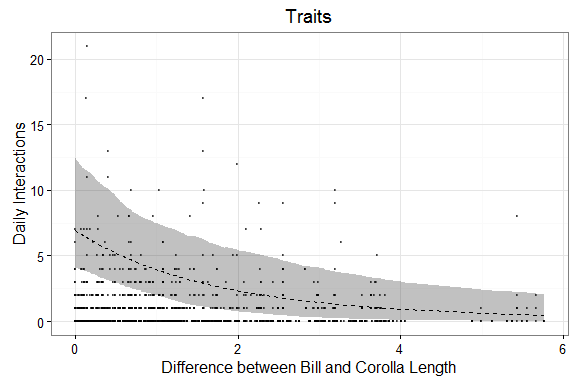 Traits
Daily Interactions
20
15
10
5
0
0 2 4 6
Difference between Bill and Corolla Length